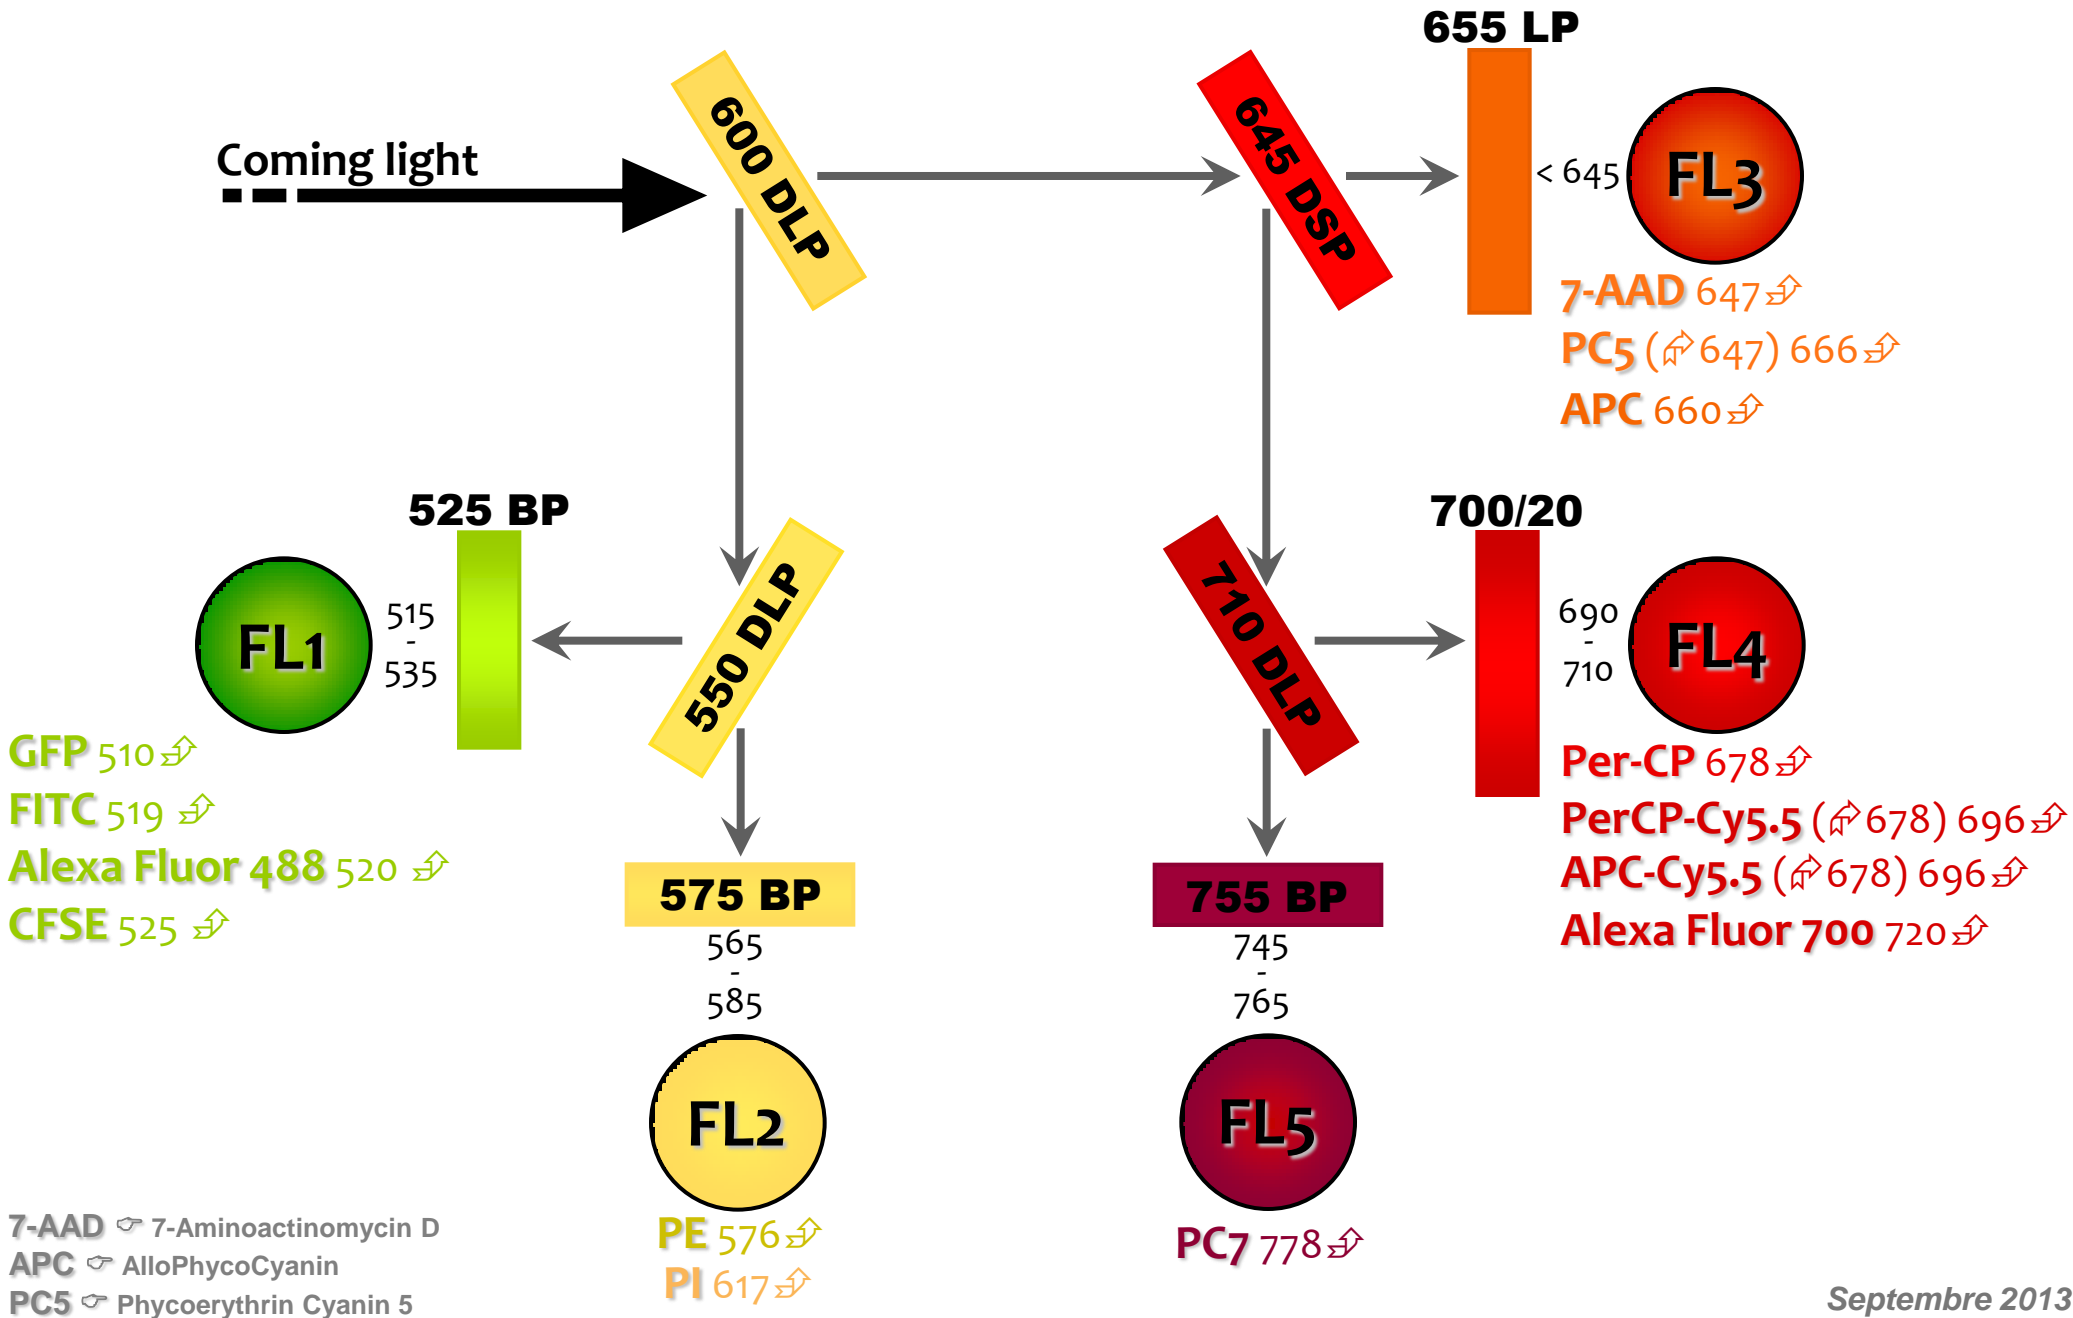 655 LP
Coming light
600 DLP
645 DSP
< 645
FL3
7-AAD 647
PC5 (647) 666
APC 660
525 BP
700/20
FL1
515
-
535
550 DLP
710 DLP
690
-
710
FL4
GFP 510
FITC 519
Alexa Fluor 488 520
CFSE 525
Per-CP 678
PerCP-Cy5.5 (678) 696
APC-Cy5.5 (678) 696
Alexa Fluor 700 720
575 BP
565
-
585
755 BP
745
-
765
FL2
FL5
PE 576
PI 617
PC7 778
7-AAD ☞ 7-Aminoactinomycin D
APC ☞ AlloPhycoCyanin
PC5 ☞ Phycoerythrin Cyanin 5
Septembre 2013